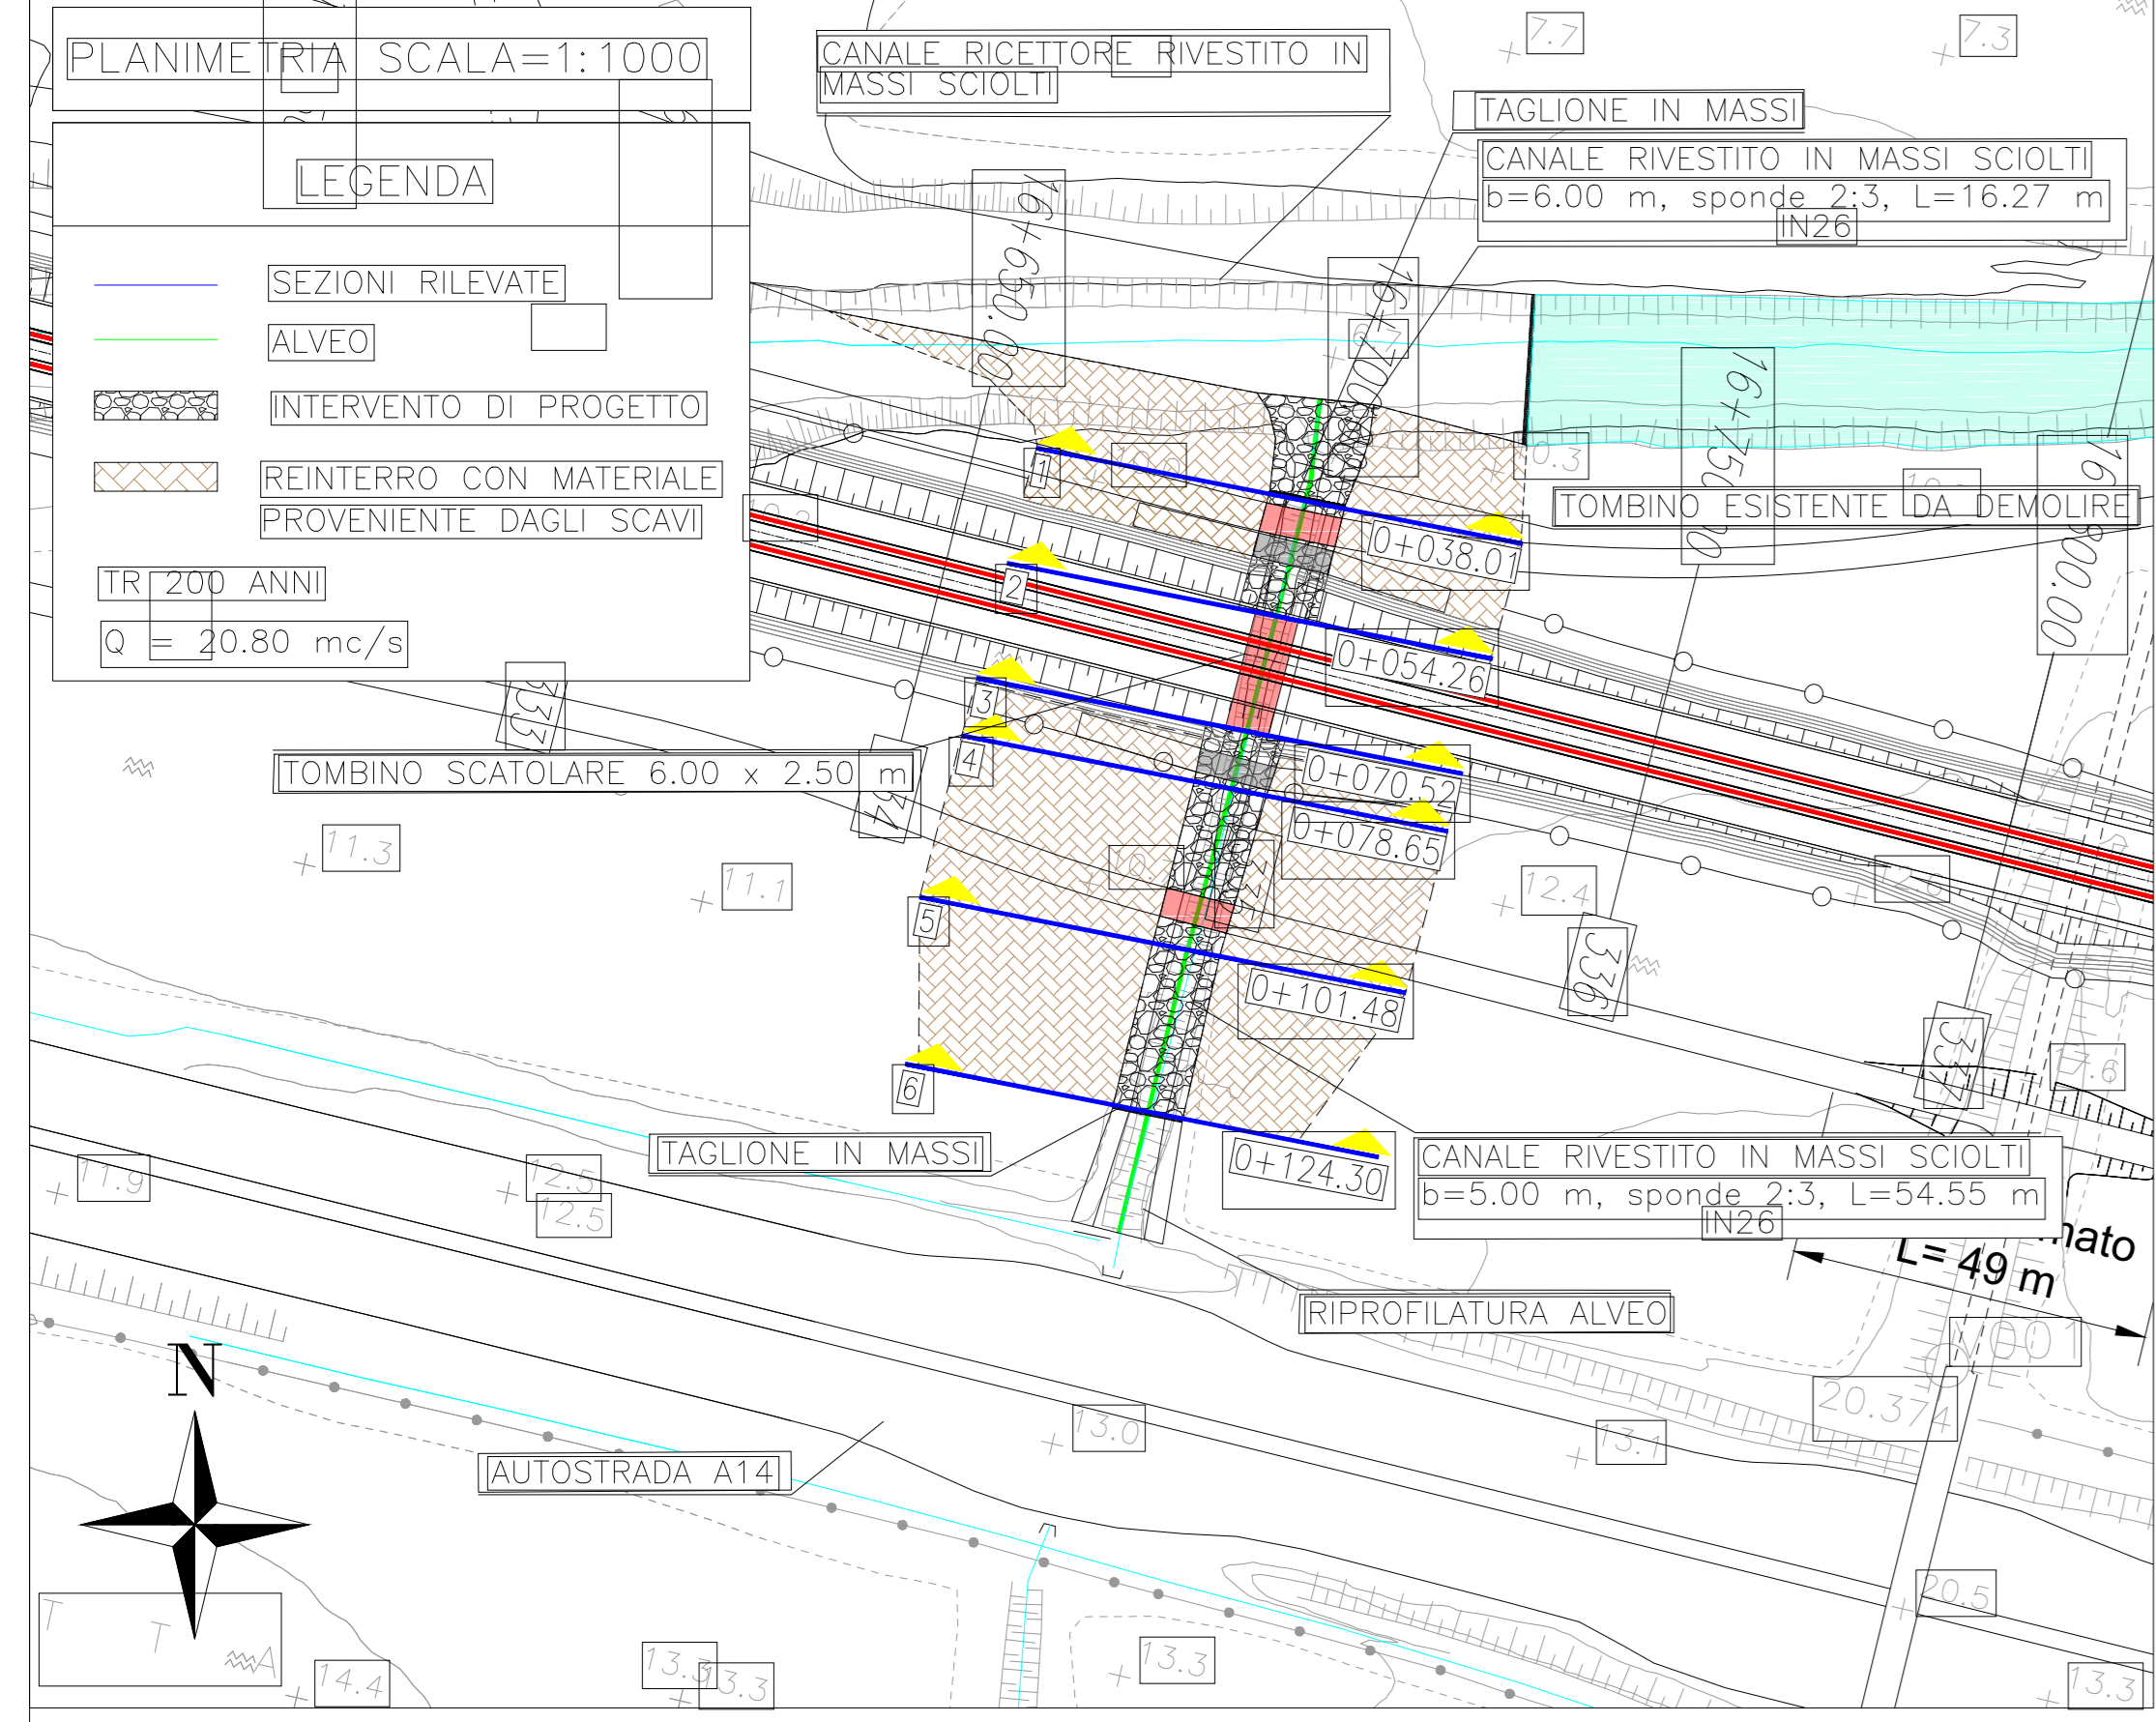 PLANIMETRIA SCALA=1:1000
LEGENDA
SEZIONI RILEVATE
ALVEO
INTERVENTO DI PROGETTO
REINTERRO CON MATERIALE
PROVENIENTE DAGLI SCAVI
TR 200 ANNI
Q = 20.80 mc/s
CANALE RICETTORE RIVESTITO IN
MASSI SCIOLTI
7.7
7.3
TAGLIONE IN MASSI
CANALE RIVESTITO IN MASSI SCIOLTI
b=6.00 m, sponde 2:3, L=16.27 m
IN26
16+650.00
16+700.00
16+750.00
16+800.00
TOMBINO ESISTENTE DA DEMOLIRE
1
0+038.01
2
0+054.26
3
0+070.52
4
0+078.65
5
0+101.48
6
0+124.30
333
334
336
337
TOMBINO SCATOLARE 6.00 x 2.50 m
11.3
11.1
12.4
TAGLIONE IN MASSI
CANALE RIVESTITO IN MASSI SCIOLTI
b=5.00 m, sponde 2:3, L=54.55 m
IN26
L= 49 m
RIPROFILATURA ALVEO
11.9
12.5
12.5
N
AUTOSTRADA A14
13.0
13.1
20.374
20.5
14.4
13.3
13.3
13.3
13.3